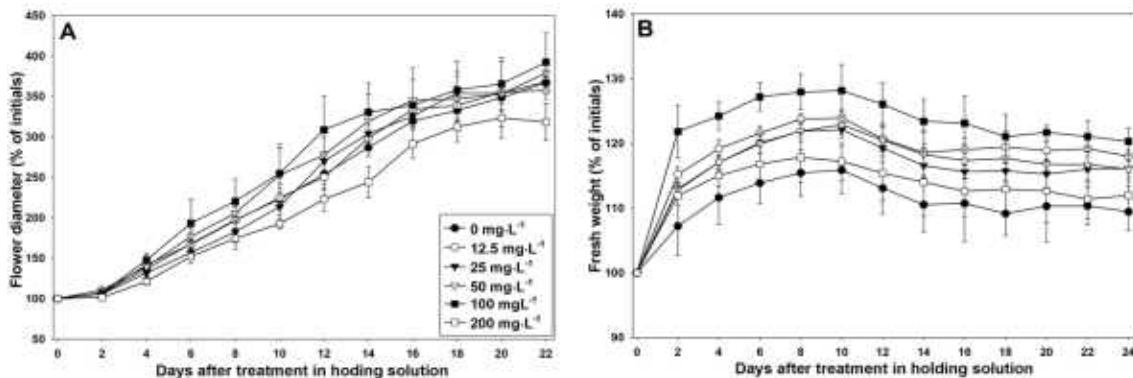 A
Flower diameter (% of initials)
450
400
350
300
250
200
150
100
50
0 mg·L⁻¹
12.5 mg·L⁻¹
25 mg·L⁻¹
50 mg·L⁻¹
100 mgL⁻¹
200 mg·L⁻¹
0 2 4 6 8 10 12 14 16 18 20 22
Days after treatment in hoding solution
B
Fresh weight (% of initials)
140
130
120
110
100
90
0 2 4 6 8 10 12 14 16 18 20 22 24
Days after treatment in holding solution